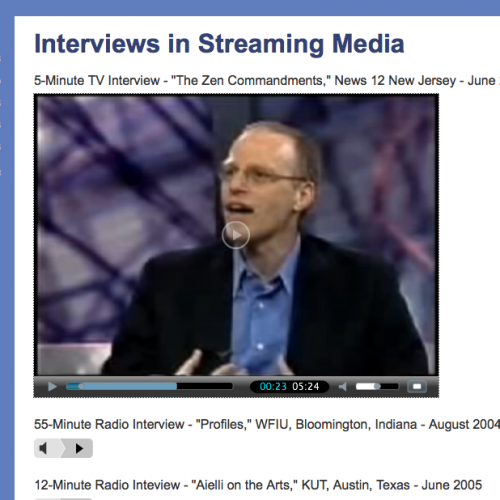 Interviews in Streaming Media
5-Minute TV Interview - "The Zen Commandments," News 12 New Jersey - June
00:23 05:24
55-Minute Radio Interview - "Profiles," WFIU, Bloomington, Indiana - August 2004
12-Minute Radio Inteview - "Aielli on the Arts," KUT, Austin, Texas - June 2005